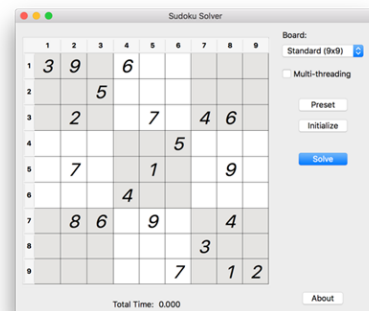 Sudoku Solver
Board:
Standard (9x9)
Multi-threading
Preset
Initialize
Solve
About
1 2 3 4 5 6 7 8 9
1 3 9 6
2 5
3 2 7 4 6
4 5
5 7 1 9
6 4
7 8 6 9 4
8 3
9 7 1 2
Total Time: 0.000